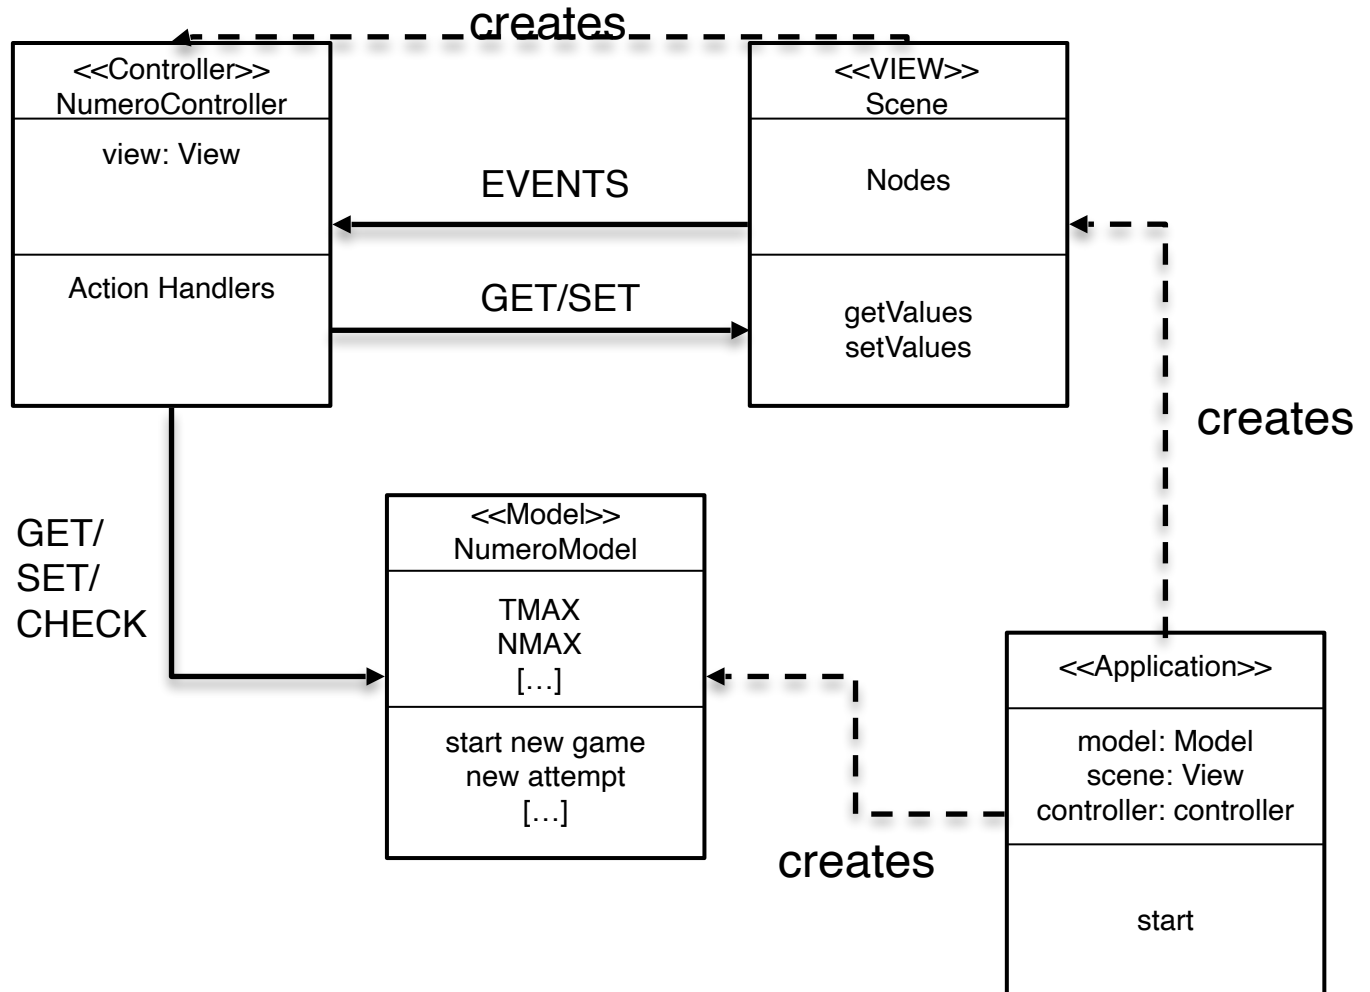 creates
<<Controller>>
NumeroController
view: View
Action Handlers
<<VIEW>>
Scene
Nodes
getValues
setValues
EVENTS
GET/SET
creates
GET/
SET/
CHECK
<<Model>>
NumeroModel
TMAX
NMAX
[…]
start new game
new attempt
[…]
creates
<<Application>>
model: Model
scene: View
controller: controller
start